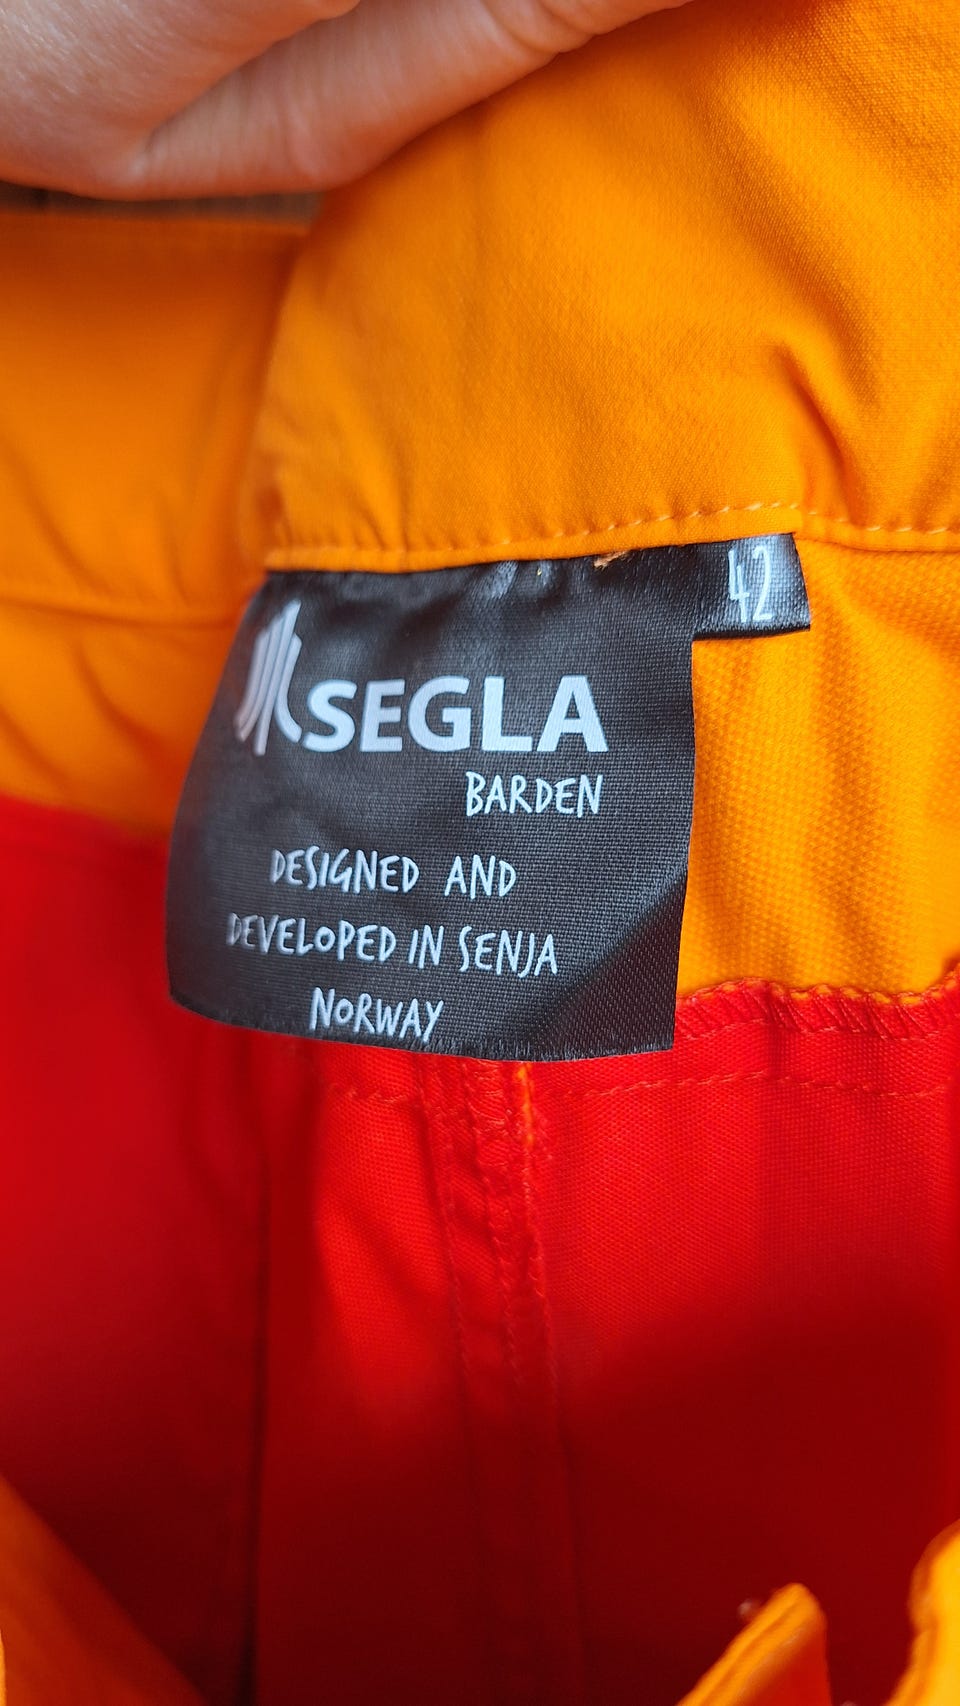 42
SEGLA
BARDEN
DESIGNED AND
DEVELOPED IN SENJA
NORWAY